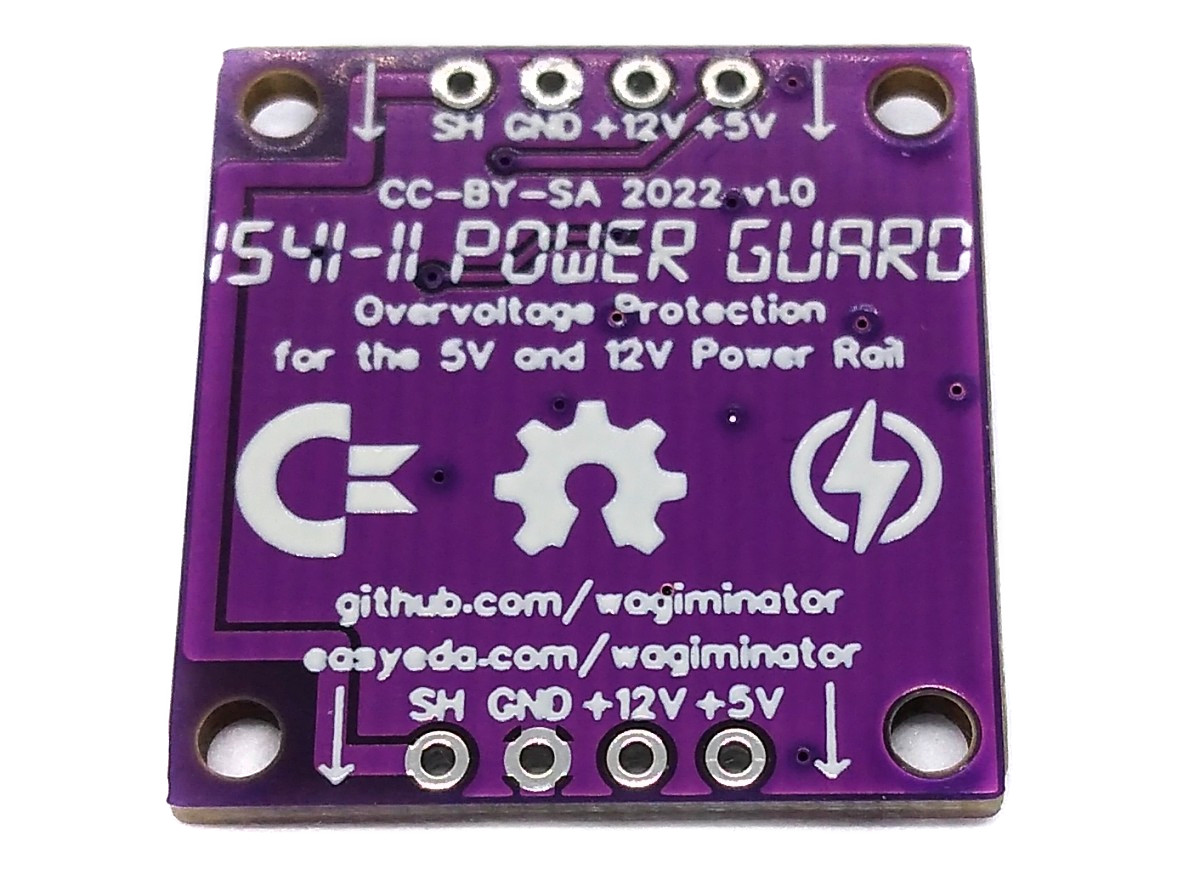 SH GND +12V +5V
CC-BY-SA 2022 v1.0
1541-II POWER GUARD
Overvoltage Protection
for the 5V and 12V Power Rail
github.com/wagiminator
easyeda.com/wagiminator
SH GND +12V +5V